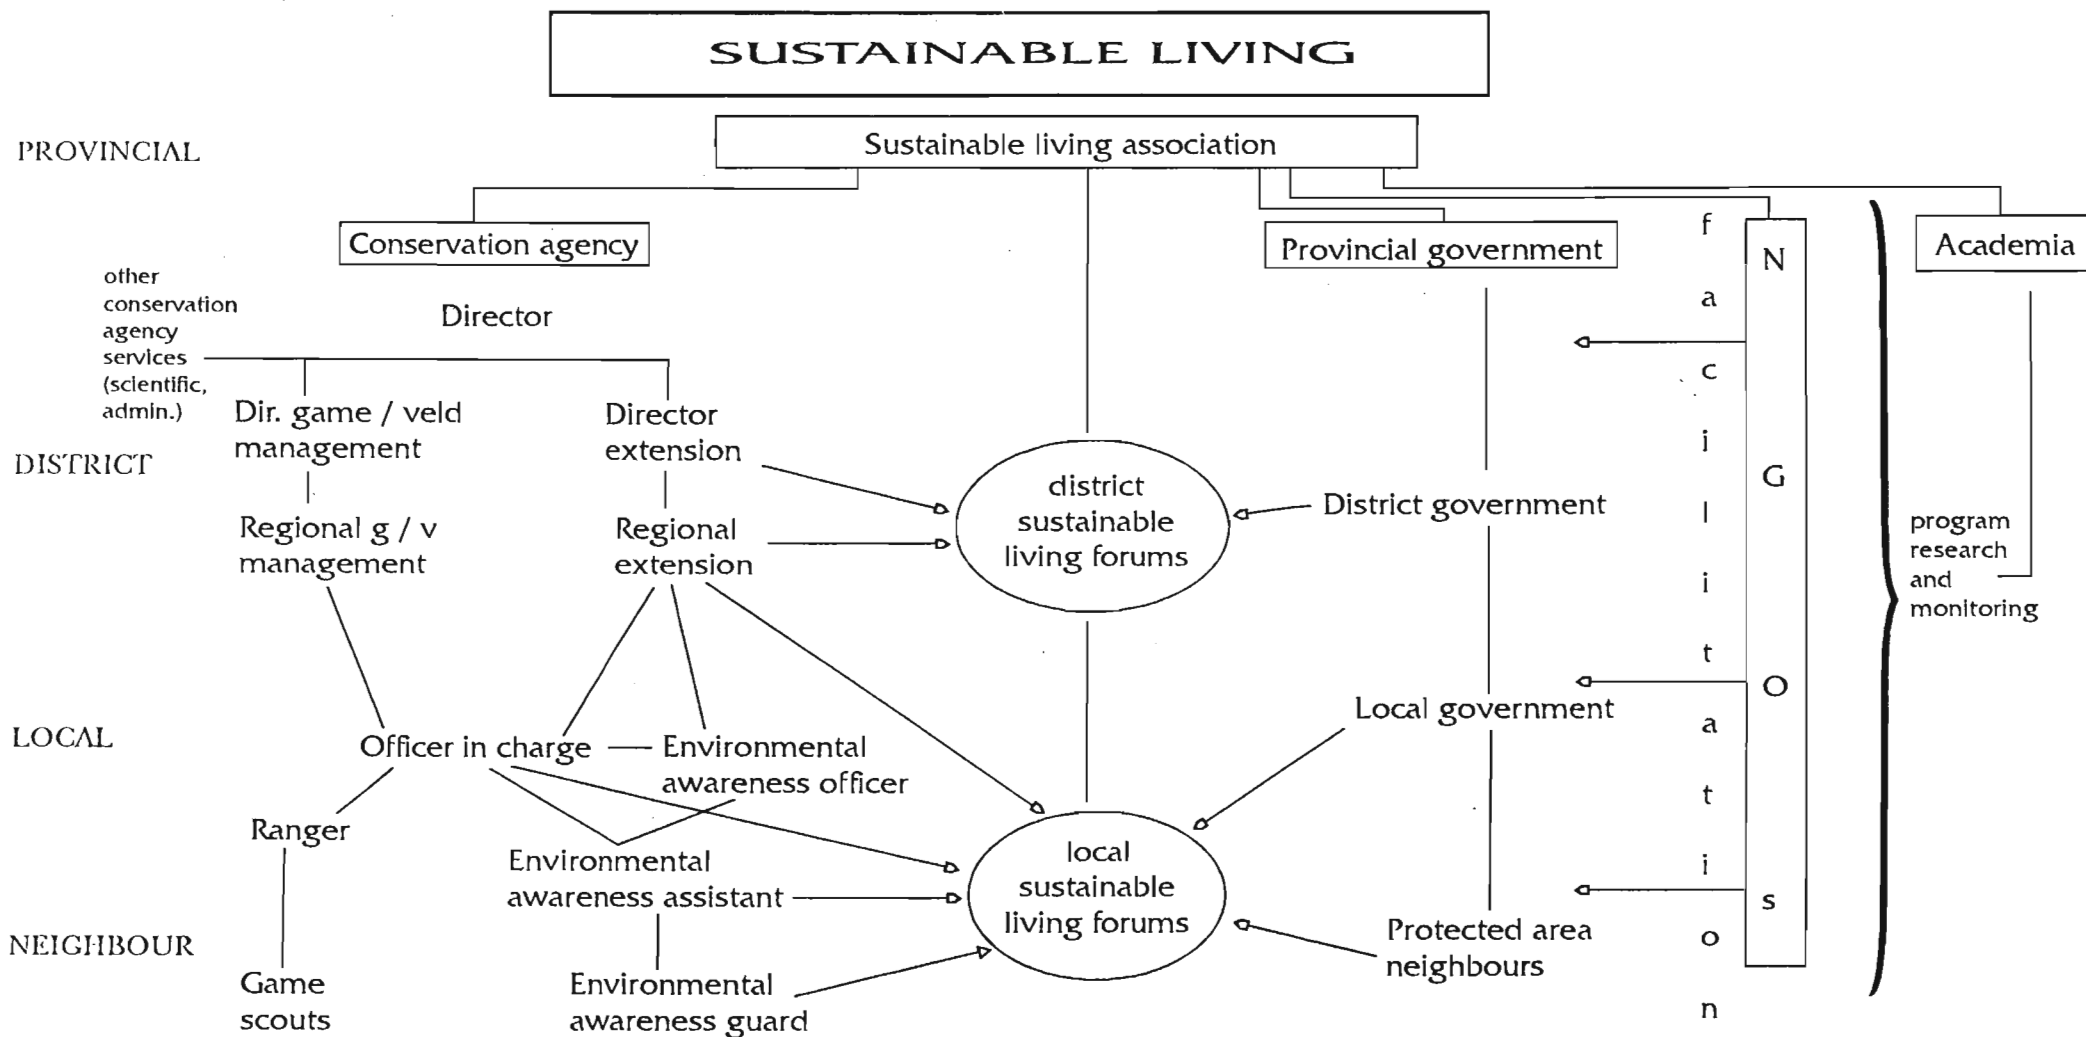 SUSTAINABLE LIVING
Sustainable living association
PROVINCIAL
Conservation agency
Provincial government
Academia
other
conservation
agency
services
(scientific,
admin.)
Director
Dir. game / veld
management
Director
extension
DISTRICT
Regional g / v
management
Regional
extension
district
sustainable
living forums
District government
program
research
and
monitoring
LOCAL
Officer in charge
Environmental
awareness officer
Local government
Ranger
Environmental
awareness assistant
local
sustainable
living forums
NEIGHBOUR
Protected area
neighbours
Game
scouts
Environmental
awareness guard
facilitation
NGOs